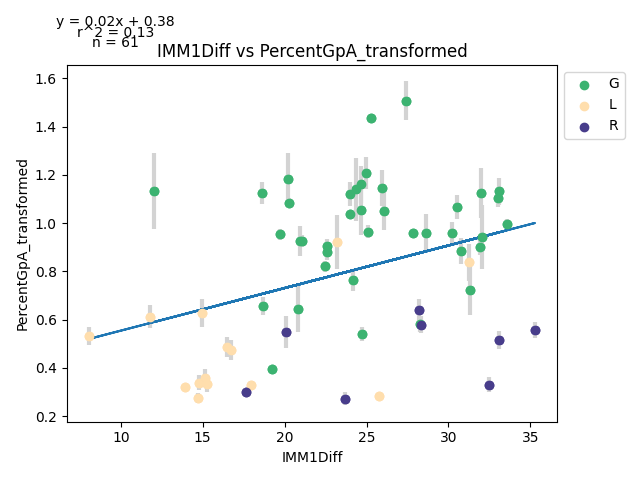 y = 0.02x + 0.38
r^2 = 0.13
n = 61
IMM1Diff vs PercentGpA_transformed
G
L
R
PercentGpA_transformed
1.6
1.4
1.2
1.0
0.8
0.6
0.4
0.2
10 15 20 25 30 35
IMM1Diff